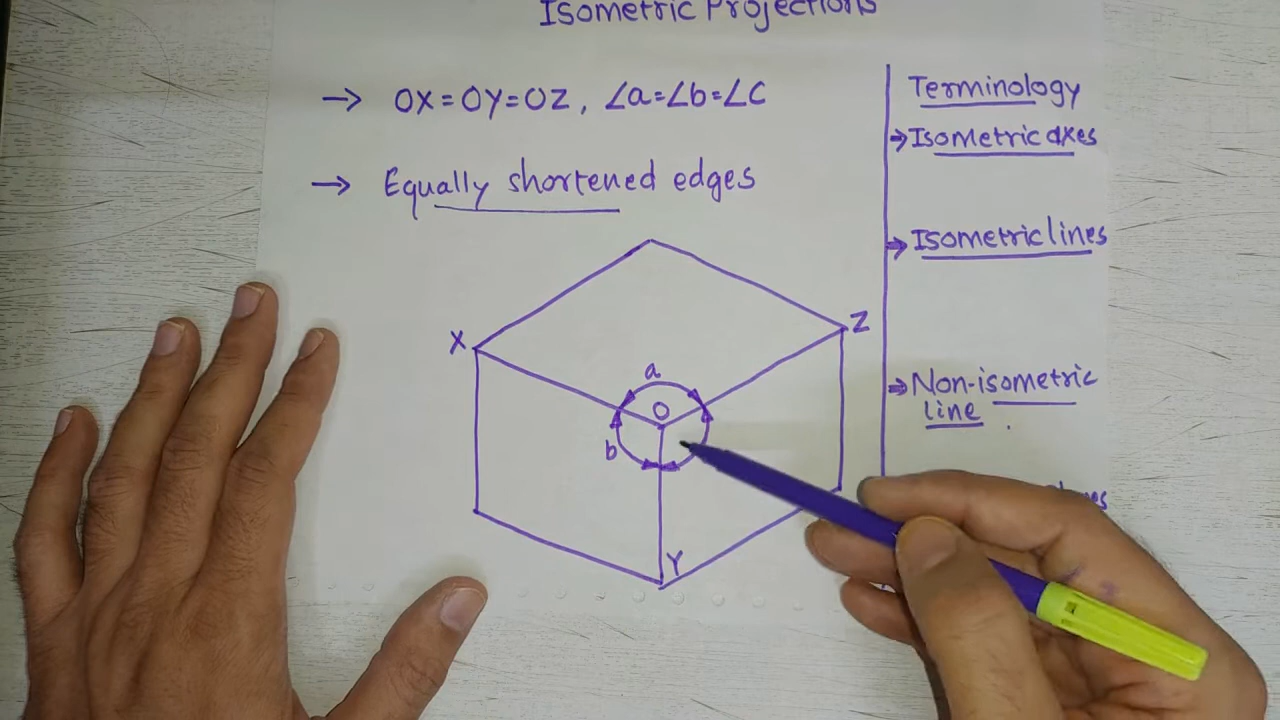 Isometric Projections
→ OX=OY=OZ, ∠a=∠b=∠C
→ Equally shortened edges
Terminology
→ Isometric axes
→ Isometric lines
→ Non-isometric
line
X
Z
a
O
b
Y